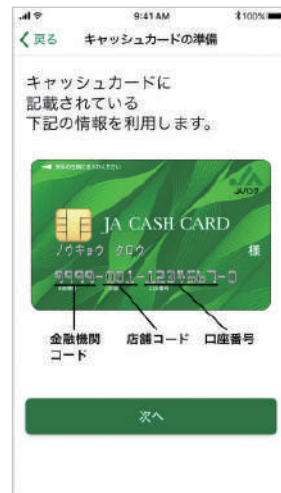 9:41 AM
100%
戻る
キャッシュカードの準備
キャッシュカードに
記載されている
下記の情報を利用します。
JAバンク
JA CASH CARD
ノウキョウ タロウ
様
9999-001-1234567-0
金融機関
コード
店舗コード
口座番号
次へ